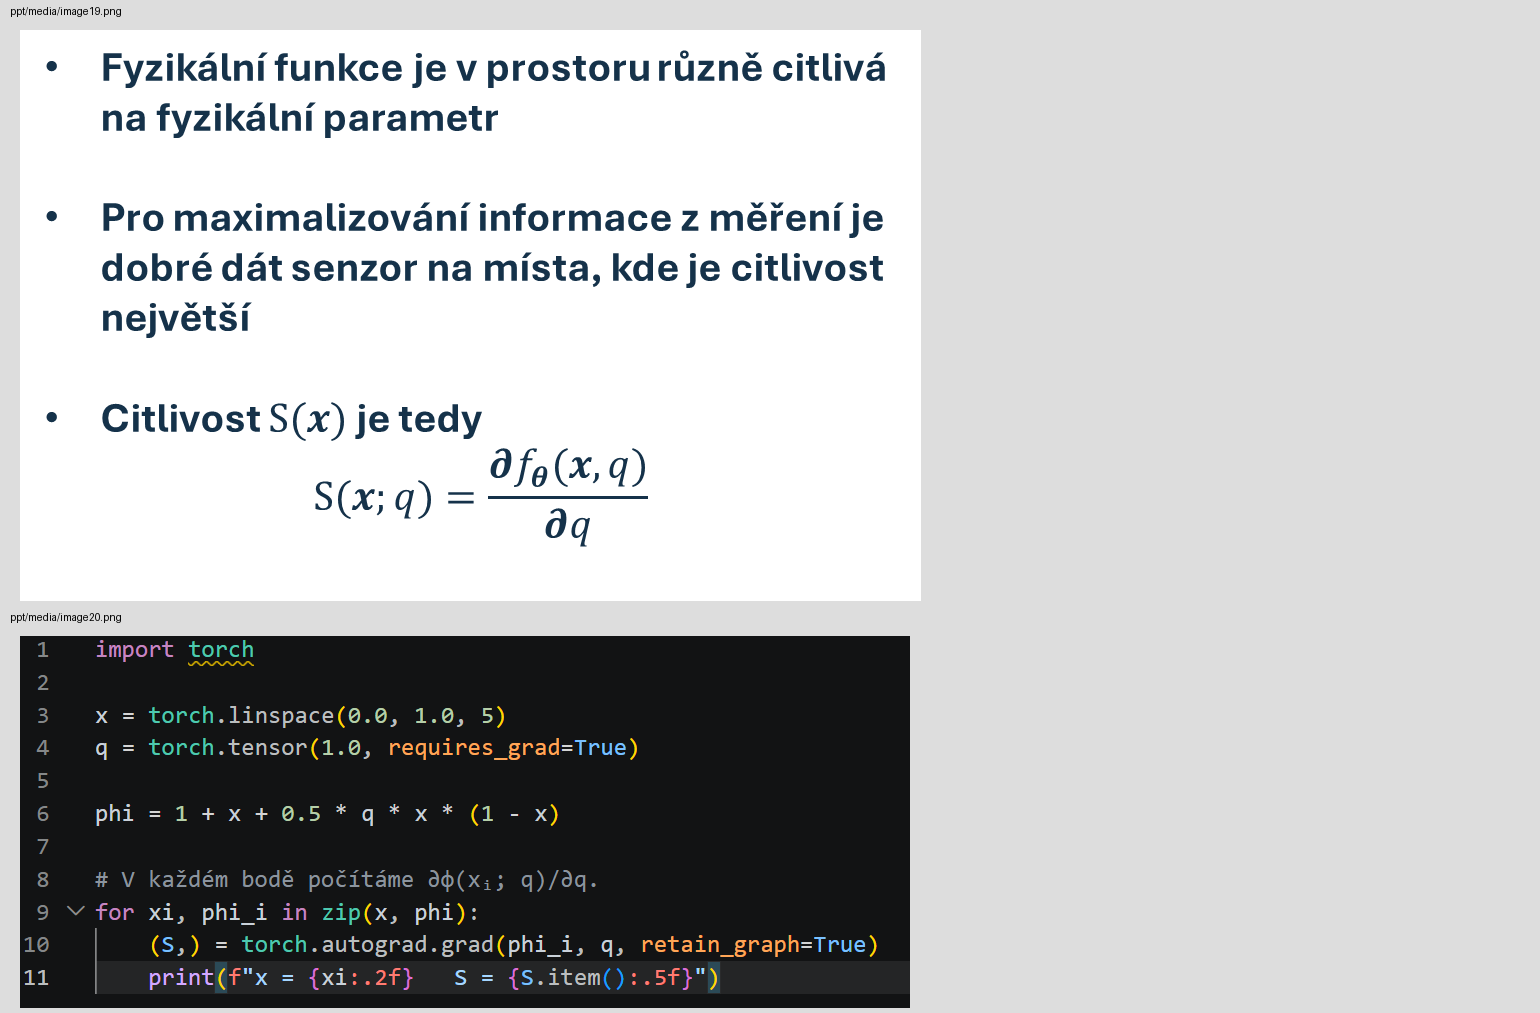 ppt/media/image19.png
• Fyzikální funkce je v prostoru různě citlivá
na fyzikální parametr
• Pro maximalizování informace z měření je
dobré dát senzor na místa, kde je citlivost
největší
• Citlivost S(x) je tedy
S(x; q) = ∂f_θ(x, q) / ∂q
ppt/media/image20.png
1 import torch
2
3 x = torch.linspace(0.0, 1.0, 5)
4 q = torch.tensor(1.0, requires_grad=True)
5
6 phi = 1 + x + 0.5 * q * x * (1 - x)
7
8 # V každém bodě počítáme ∂ϕ(xᵢ; q)/∂q.
9 for xi, phi_i in zip(x, phi):
10     (S,) = torch.autograd.grad(phi_i, q, retain_graph=True)
11     print(f"x = {xi:.2f}   S = {S.item():.5f}")